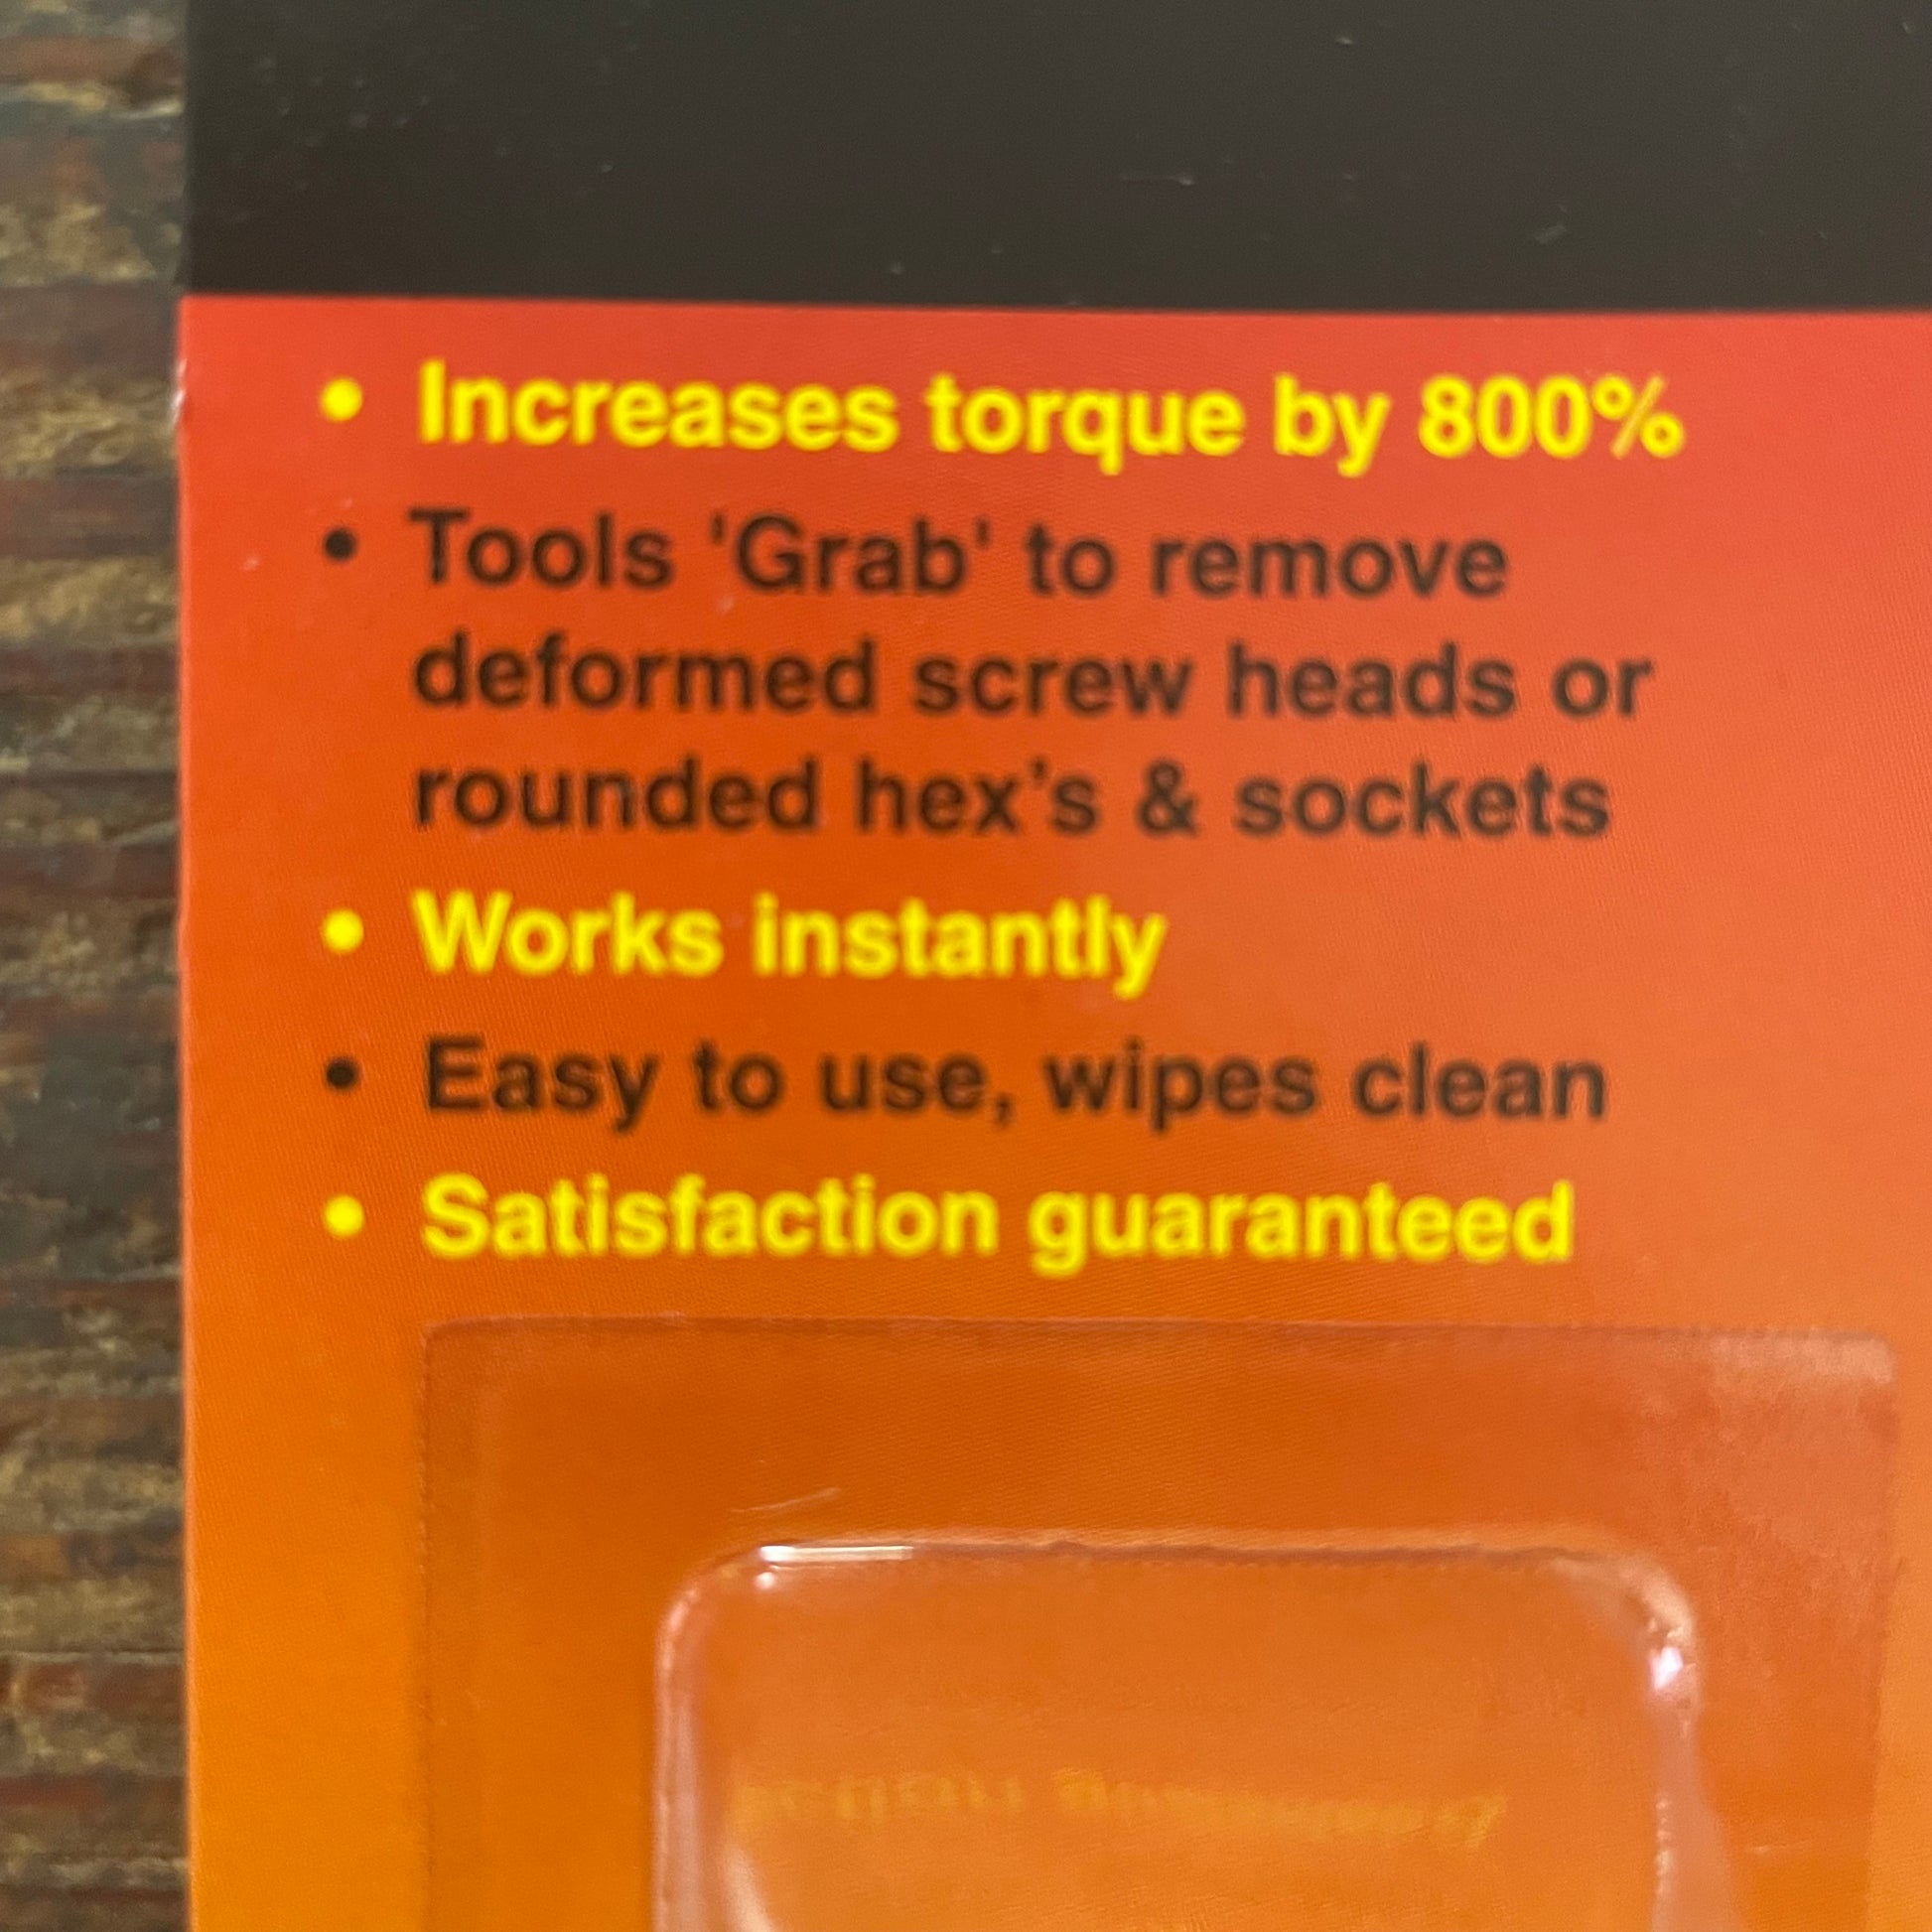 • Increases torque by 800%
• Tools 'Grab' to remove
deformed screw heads or
rounded hex’s & sockets
• Works instantly
• Easy to use, wipes clean
• Satisfaction guaranteed